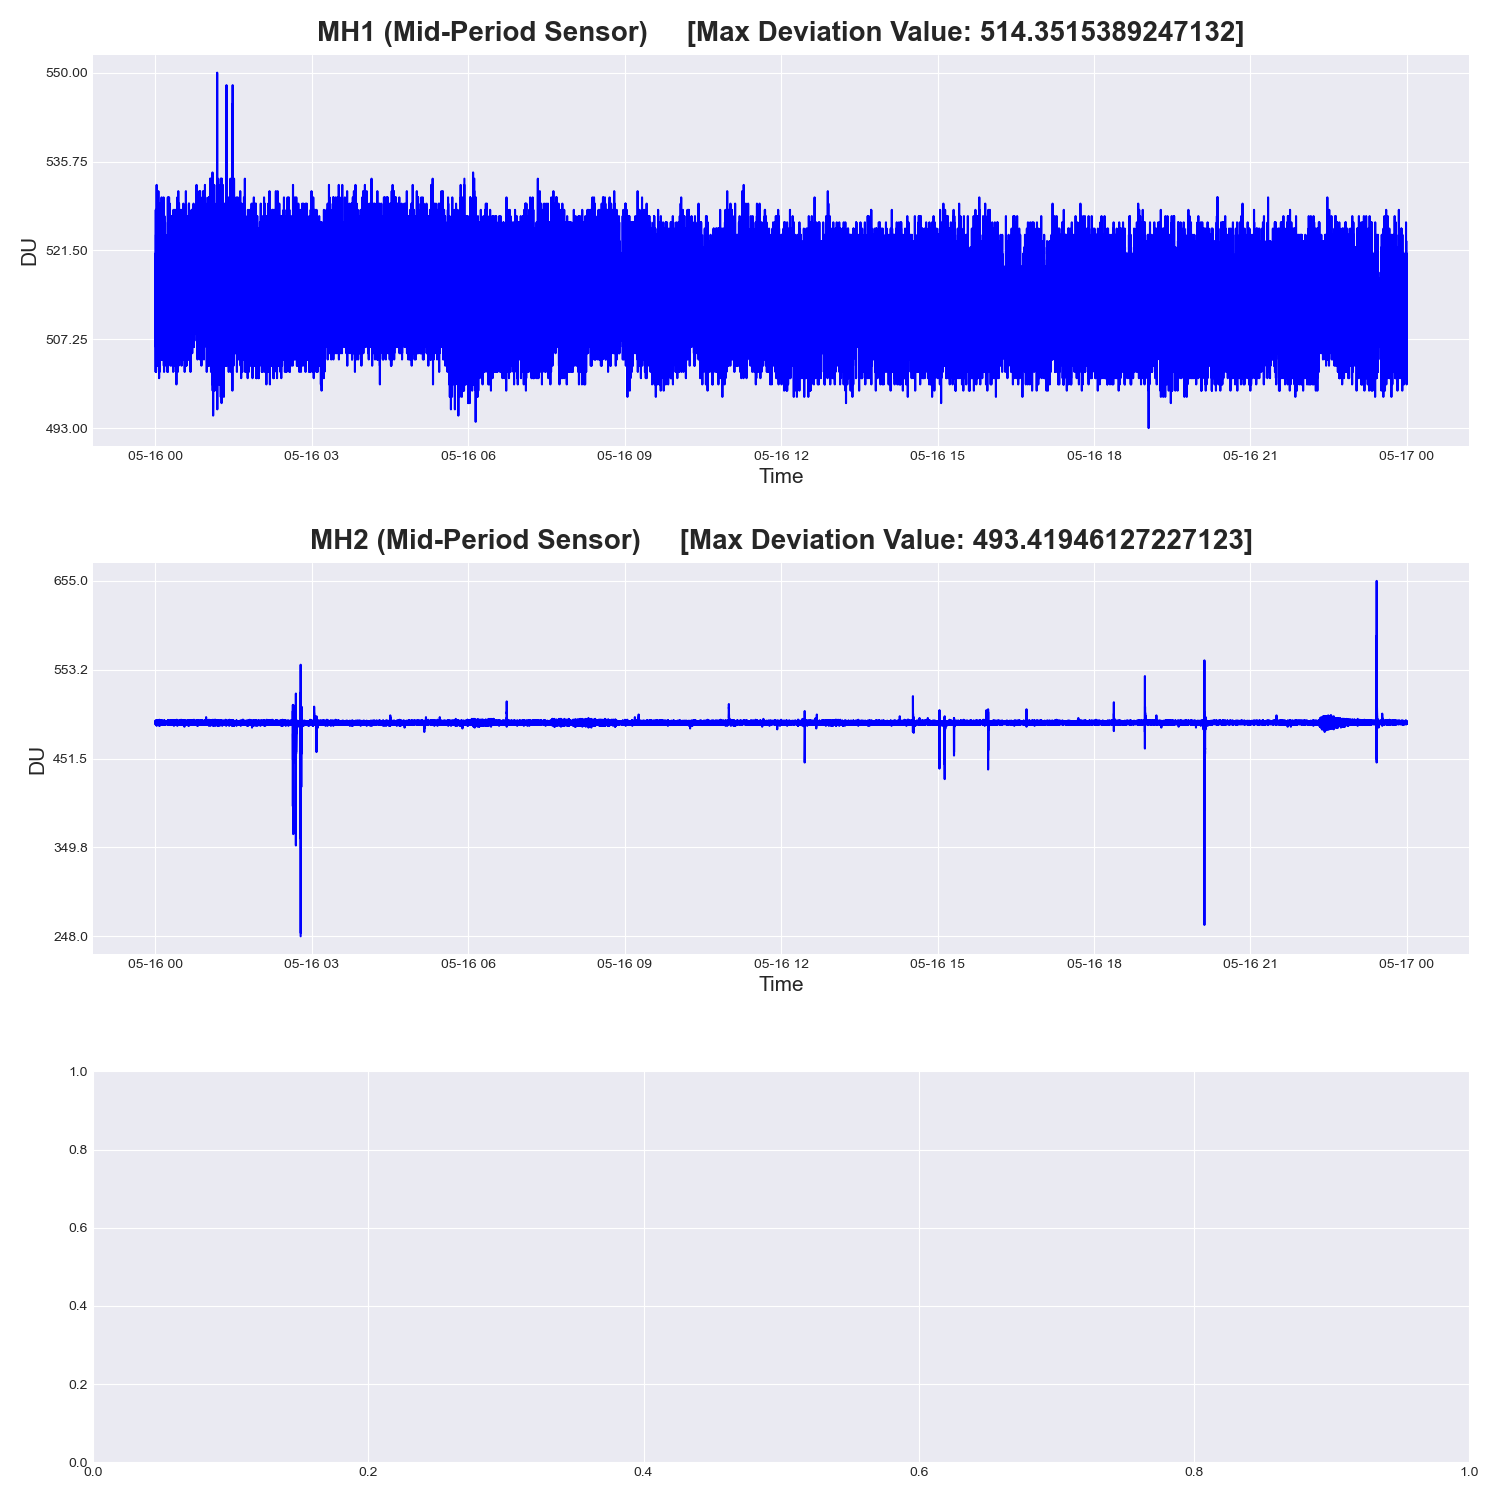 MH1 (Mid-Period Sensor) [Max Deviation Value: 514.3515389247132]
550.00
535.75
521.50
507.25
493.00
DU
05-16 00 05-16 03 05-16 06 05-16 09 05-16 12 05-16 15 05-16 18 05-16 21 05-17 00
Time
MH2 (Mid-Period Sensor) [Max Deviation Value: 493.41946127227123]
655.0
553.2
451.5
349.8
248.0
DU
05-16 00 05-16 03 05-16 06 05-16 09 05-16 12 05-16 15 05-16 18 05-16 21 05-17 00
Time
1.0
0.8
0.6
0.4
0.2
0.0
0.0 0.2 0.4 0.6 0.8 1.0